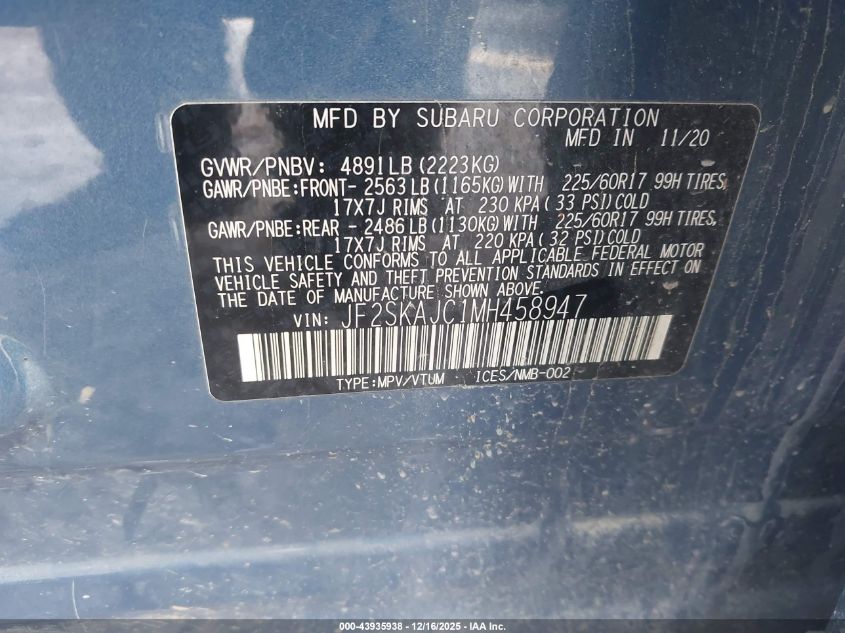 MFD BY SUBARU CORPORATION
MFD IN 11/20
GVWR/PNBV: 4891LB(2223KG)
GAWR/PNBE:FRONT- 2563LB(1165KG)WITH 225/60R17 99H TIRES,
17X7J RIMS AT 230 KPA( 33 PSI)COLD
GAWR/PNBE:REAR - 2486LB(1130KG)WITH 225/60R17 99H TIRES,
17X7J RIMS AT 220 KPA( 32 PSI)COLD
THIS VEHICLE CONFORMS TO ALL APPLICABLE FEDERAL MOTOR
VEHICLE SAFETY AND THEFT PREVENTION STANDARDS IN EFFECT ON
THE DATE OF MANUFACTURE SHOWN ABOVE.
VIN: JF2SKAJC1MH458947
TYPE:MPV/VTUM ICES/NMB-002
000-43935938 - 12/16/2025 - IAA Inc.